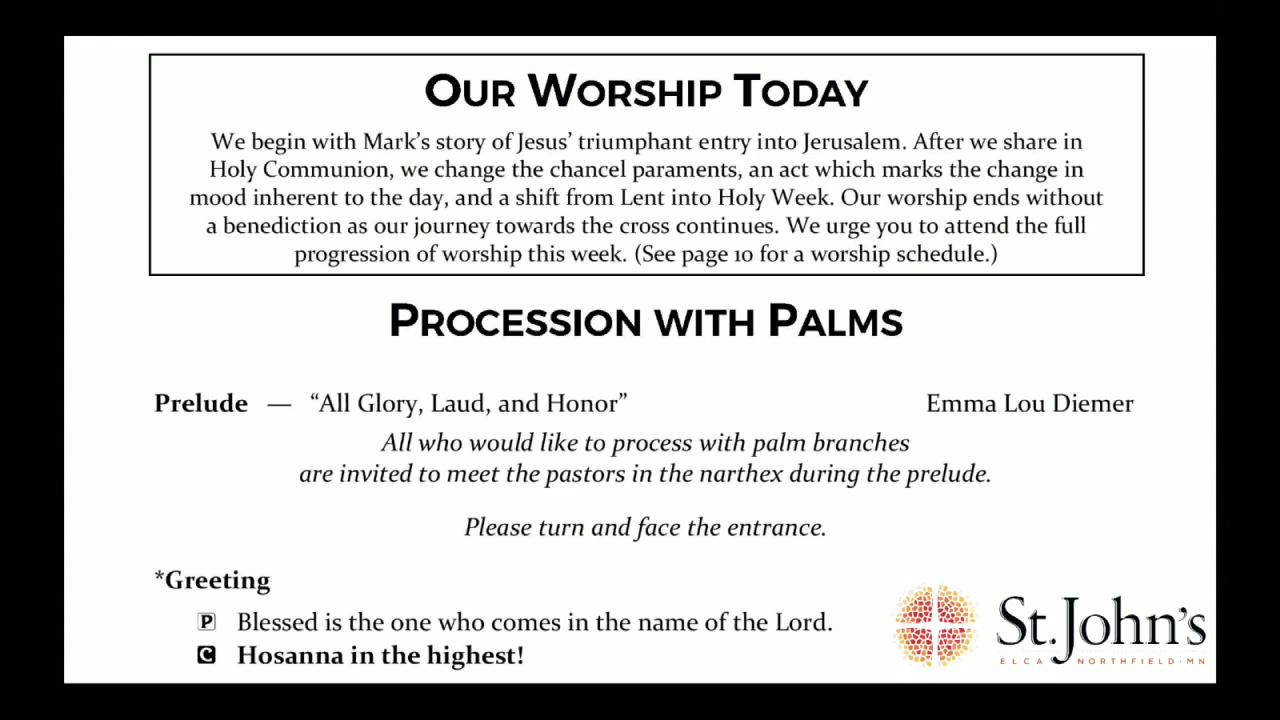 OUR WORSHIP TODAY
We begin with Mark's story of Jesus' triumphant entry into Jerusalem. After we share in
Holy Communion, we change the chancel paraments, an act which marks the change in
mood inherent to the day, and a shift from Lent into Holy Week. Our worship ends without
a benediction as our journey towards the cross continues. We urge you to attend the full
progression of worship this week. (See page 10 for a worship schedule.)
PROCESSION WITH PALMS
Prelude — “All Glory, Laud, and Honor” Emma Lou Diemer
All who would like to process with palm branches
are invited to meet the pastors in the narthex during the prelude.
Please turn and face the entrance.
*Greeting
P Blessed is the one who comes in the name of the Lord.
C Hosanna in the highest!
St. John's
ELCA NORTHFIELD·MN